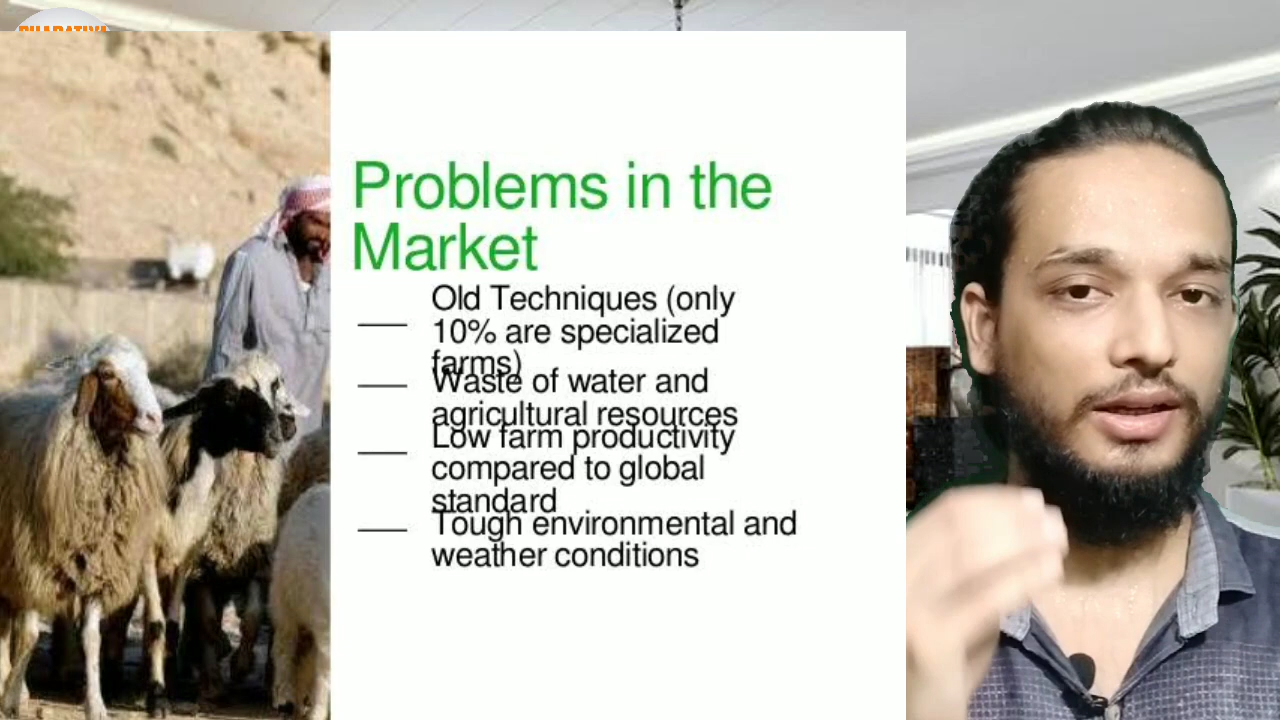 Problems in the
Market
Old Techniques (only
10% are specialized
farms)
Waste of water and
agricultural resources
Low farm productivity
compared to global
standard
Tough environmental and
weather conditions